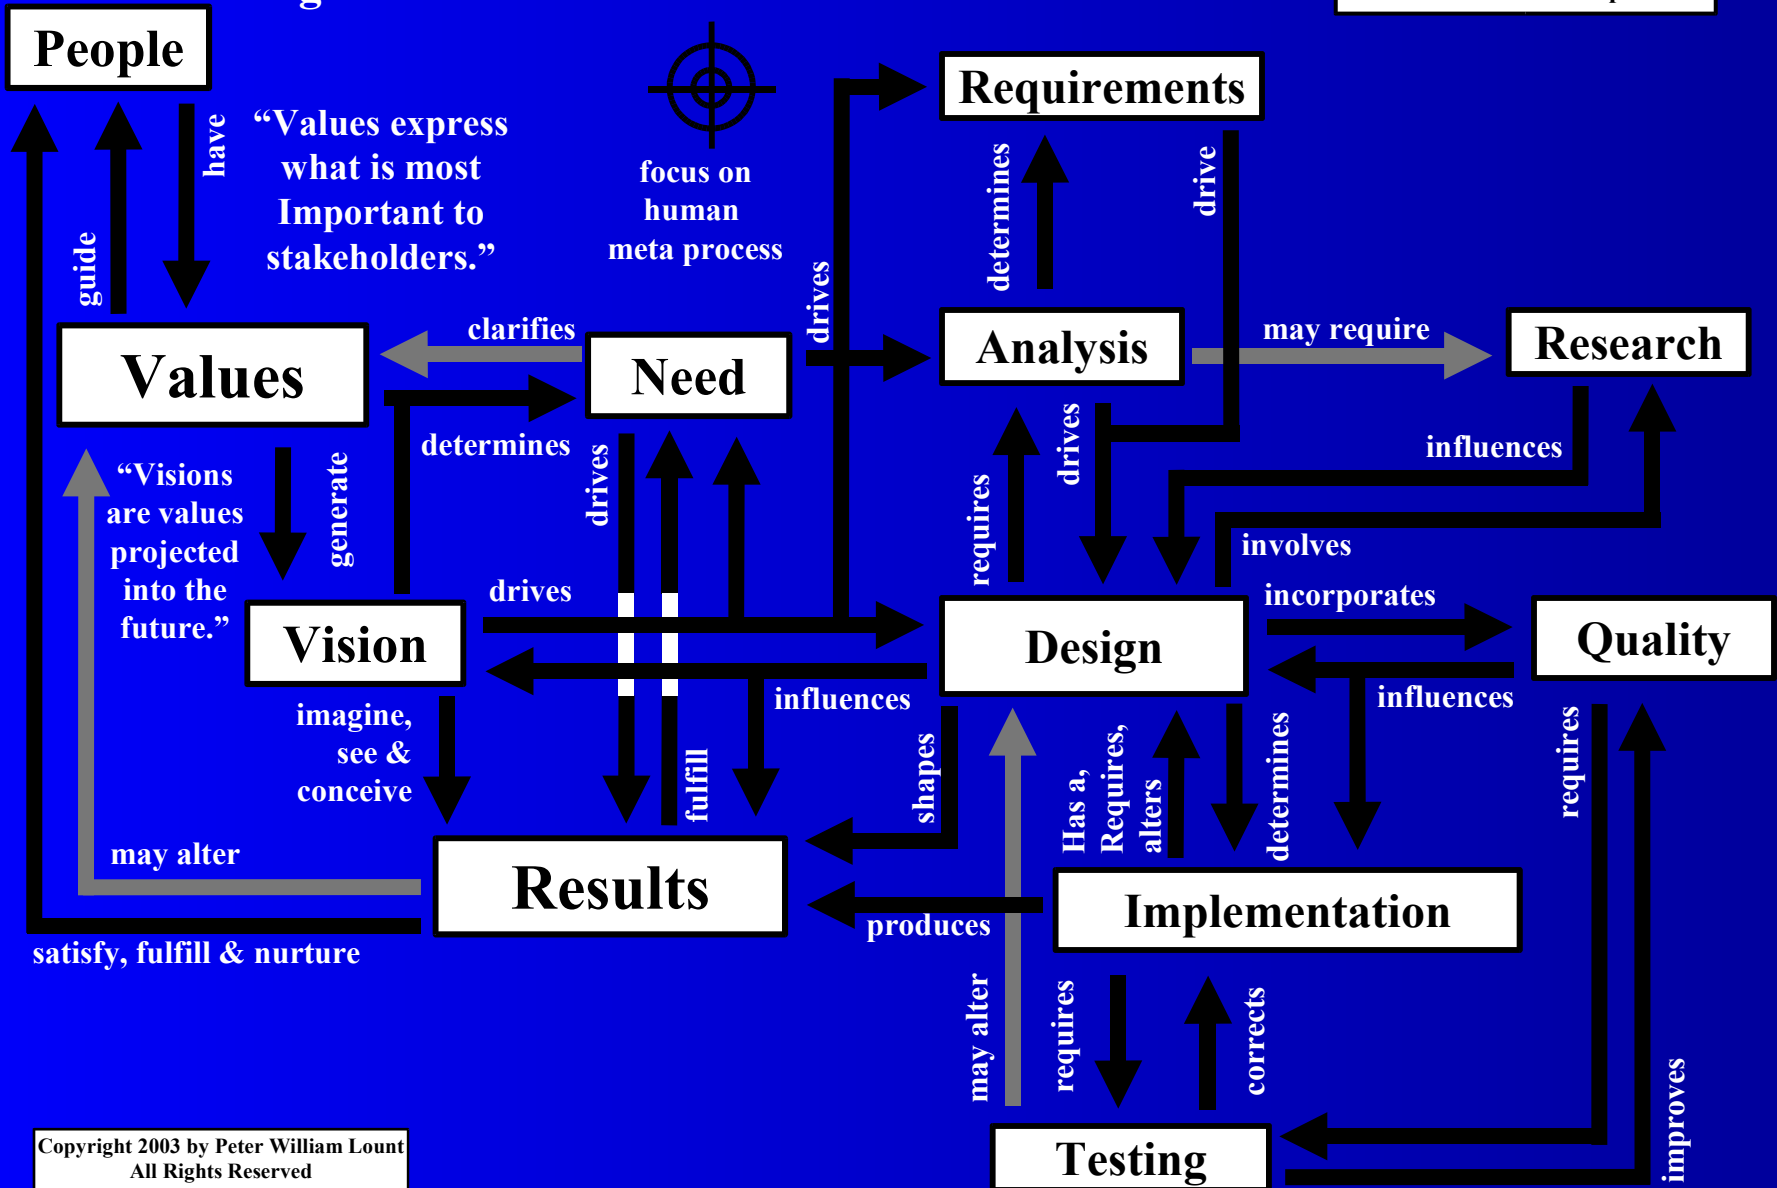 People
Requirements
have
"Values express
what is most
Important to
stakeholders."
guide
focus on
human
meta process
determines
drive
drives
Values
clarifies
Need
Analysis
may require
Research
determines
"Visions
are values
projected
into the
future."
generate
drives
requires
drives
influences
involves
Vision
drives
Design
incorporates
Quality
influences
influences
imagine,
see &
conceive
fulfill
shapes
Has a,
Requires,
alters
determines
requires
may alter
Results
produces
Implementation
satisfy, fulfill & nurture
may alter
requires
corrects
improves
Testing
Copyright 2003 by Peter William Lount
All Rights Reserved